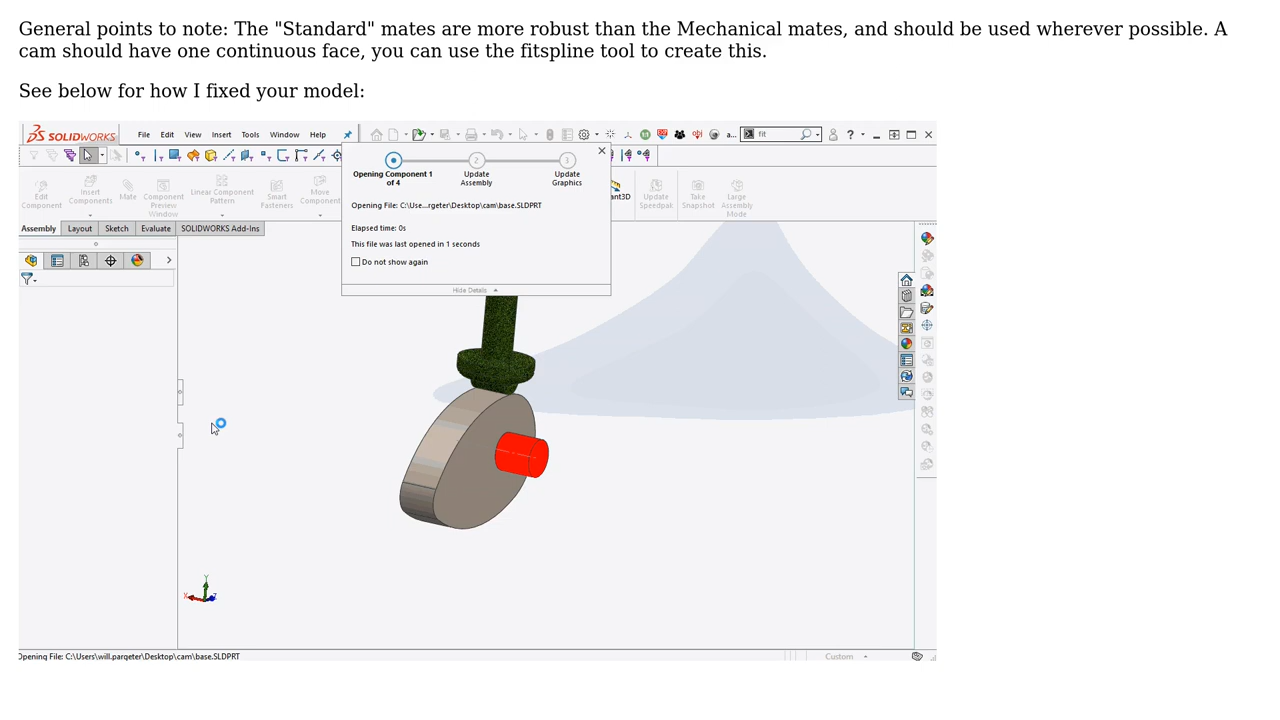 General points to note: The "Standard" mates are more robust than the Mechanical mates, and should be used wherever possible. A
cam should have one continuous face, you can use the fitspline tool to create this.
See below for how I fixed your model:
SOLIDWORKS
File Edit View Insert Tools Window Help
a...
fit
Opening Component 1
of 4
2
Update
Assembly
3
Update
Graphics
Opening File: C:\Use...rgeter\Desktop\cam\base.SLDPRT
Elapsed time: 0s
This file was last opened in 1 seconds
Do not show again
Hide Details
Edit
Component
Insert
Components
Mate
Component
Preview
Window
Linear Component
Pattern
Smart
Fasteners
Move
Component
ant3D
Update
Speedpak
Take
Snapshot
Large
Assembly
Mode
Assembly Layout Sketch Evaluate SOLIDWORKS Add-Ins
Y
X
Z
Opening File: C:\Users\will.pargeter\Desktop\cam\base.SLDPRT
Custom